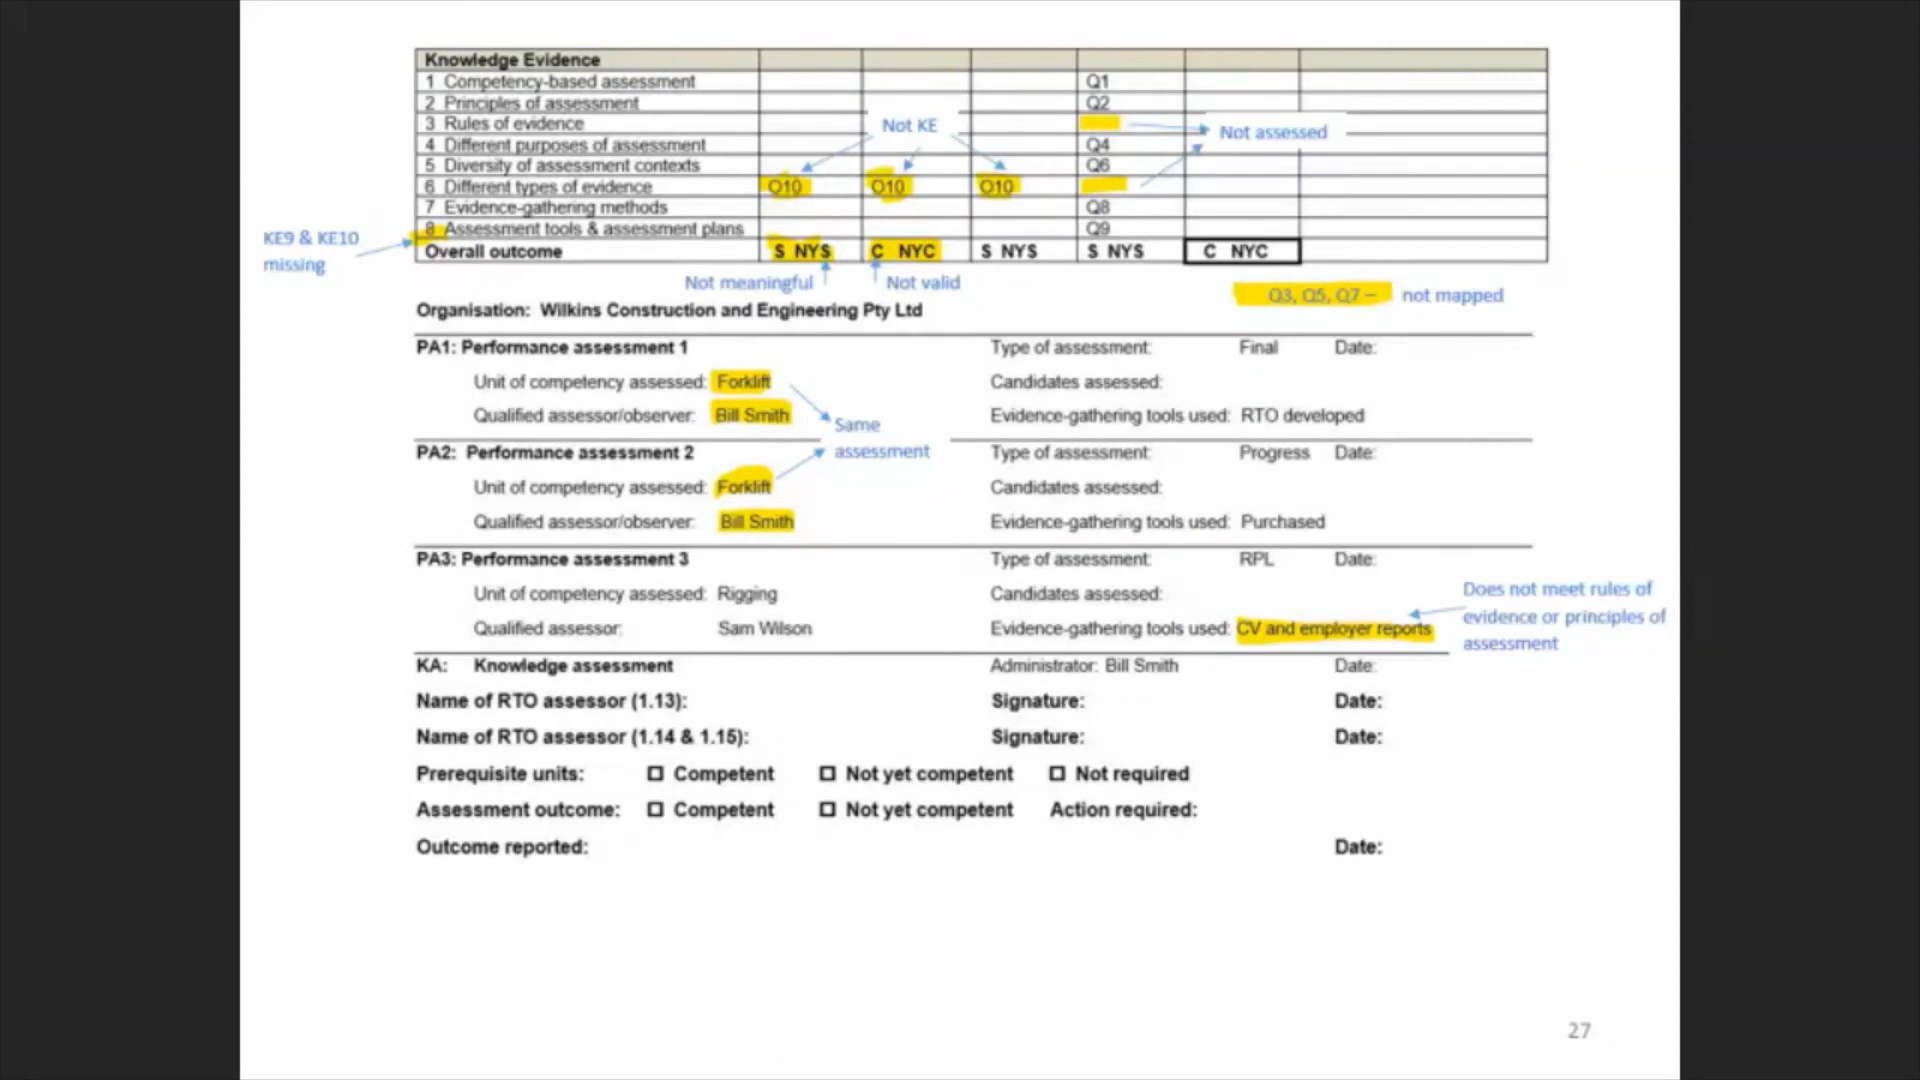 Knowledge Evidence
1 Competency-based assessment Q1
2 Principles of assessment Q2
3 Rules of evidence Not KE Not assessed
4 Different purposes of assessment Q4
5 Diversity of assessment contexts Q6
6 Different types of evidence O10 O10 O10
7 Evidence-gathering methods Q8
8 Assessment tools & assessment plans Q9
KE9 & KE10
missing
Overall outcome S NYS C NYC S NYS S NYS C NYC
Not meaningful Not valid
Q3, Q5, Q7 – not mapped
Organisation: Wilkins Construction and Engineering Pty Ltd
PA1: Performance assessment 1 Type of assessment: Final Date:
Unit of competency assessed: Forklift Candidates assessed:
Qualified assessor/observer: Bill Smith Evidence-gathering tools used: RTO developed
Same
assessment
PA2: Performance assessment 2 Type of assessment: Progress Date:
Unit of competency assessed: Forklift Candidates assessed:
Qualified assessor/observer: Bill Smith Evidence-gathering tools used: Purchased
PA3: Performance assessment 3 Type of assessment: RPL Date:
Unit of competency assessed: Rigging Candidates assessed:
Qualified assessor: Sam Wilson Evidence-gathering tools used: CV and employer reports
Does not meet rules of
evidence or principles of
assessment
KA: Knowledge assessment Administrator: Bill Smith Date:
Name of RTO assessor (1.13): Signature: Date:
Name of RTO assessor (1.14 & 1.15): Signature: Date:
Prerequisite units: Competent Not yet competent Not required
Assessment outcome: Competent Not yet competent Action required:
Outcome reported: Date:
27